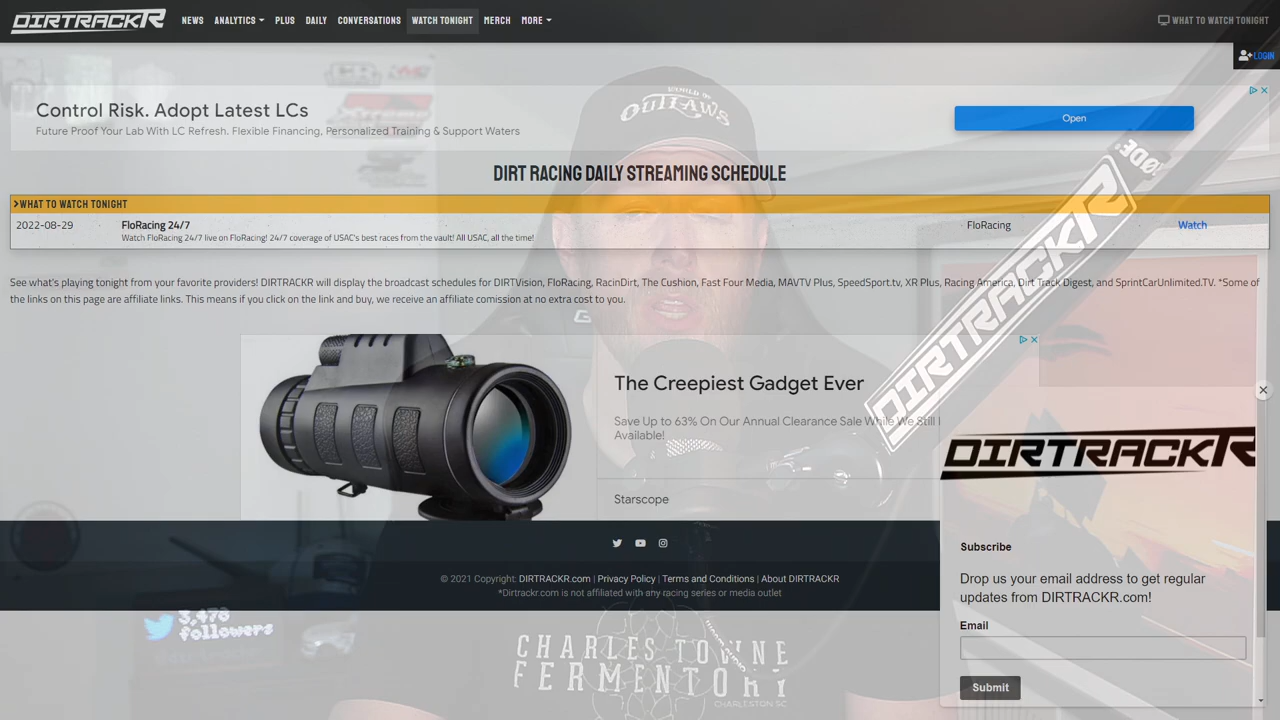 DIRTRACKR
NEWS ANALYTICS PLUS DAILY CONVERSATIONS WATCH TONIGHT MERCH MORE
WHAT TO WATCH TONIGHT
LOGIN
Control Risk. Adopt Latest LCs
Future Proof Your Lab With LC Refresh. Flexible Financing, Personalized Training & Support Waters
Open
WORLD OF
OUTLAWS
DIRT RACING DAILY STREAMING SCHEDULE
WHAT TO WATCH TONIGHT
2022-08-29 FloRacing 24/7 FloRacing Watch
Watch FloRacing 24/7 live on FloRacing! 24/7 coverage of USAC's best races from the vault! All USAC, all the time!
See what's playing tonight from your favorite providers! DIRTRACKR will display the broadcast schedules for DIRTVision, FloRacing, RacinDirt, The Cushion, Fast Four Media, MAVTV Plus, SpeedSport.tv, XR Plus, Racing America, Dirt Track Digest, and SprintCarUnlimited.TV. *Some of
the links on this page are affiliate links. This means if you click on the link and buy, we receive an affiliate comission at no extra cost to you.
The Creepiest Gadget Ever
Save Up to 63% On Our Annual Clearance Sale While We Still
Available!
Starscope
DIRTRACKR
DIRTRACKR
Subscribe
Drop us your email address to get regular
updates from DIRTRACKR.com!
Email
Submit
© 2021 Copyright: DIRTRACKR.com | Privacy Policy | Terms and Conditions | About DIRTRACKR
*Dirtrackr.com is not affiliated with any racing series or media outlet
3,478
followers
@dirtrackr
CHARLES TOWNE
FERMENTORY
CHARLESTON SC